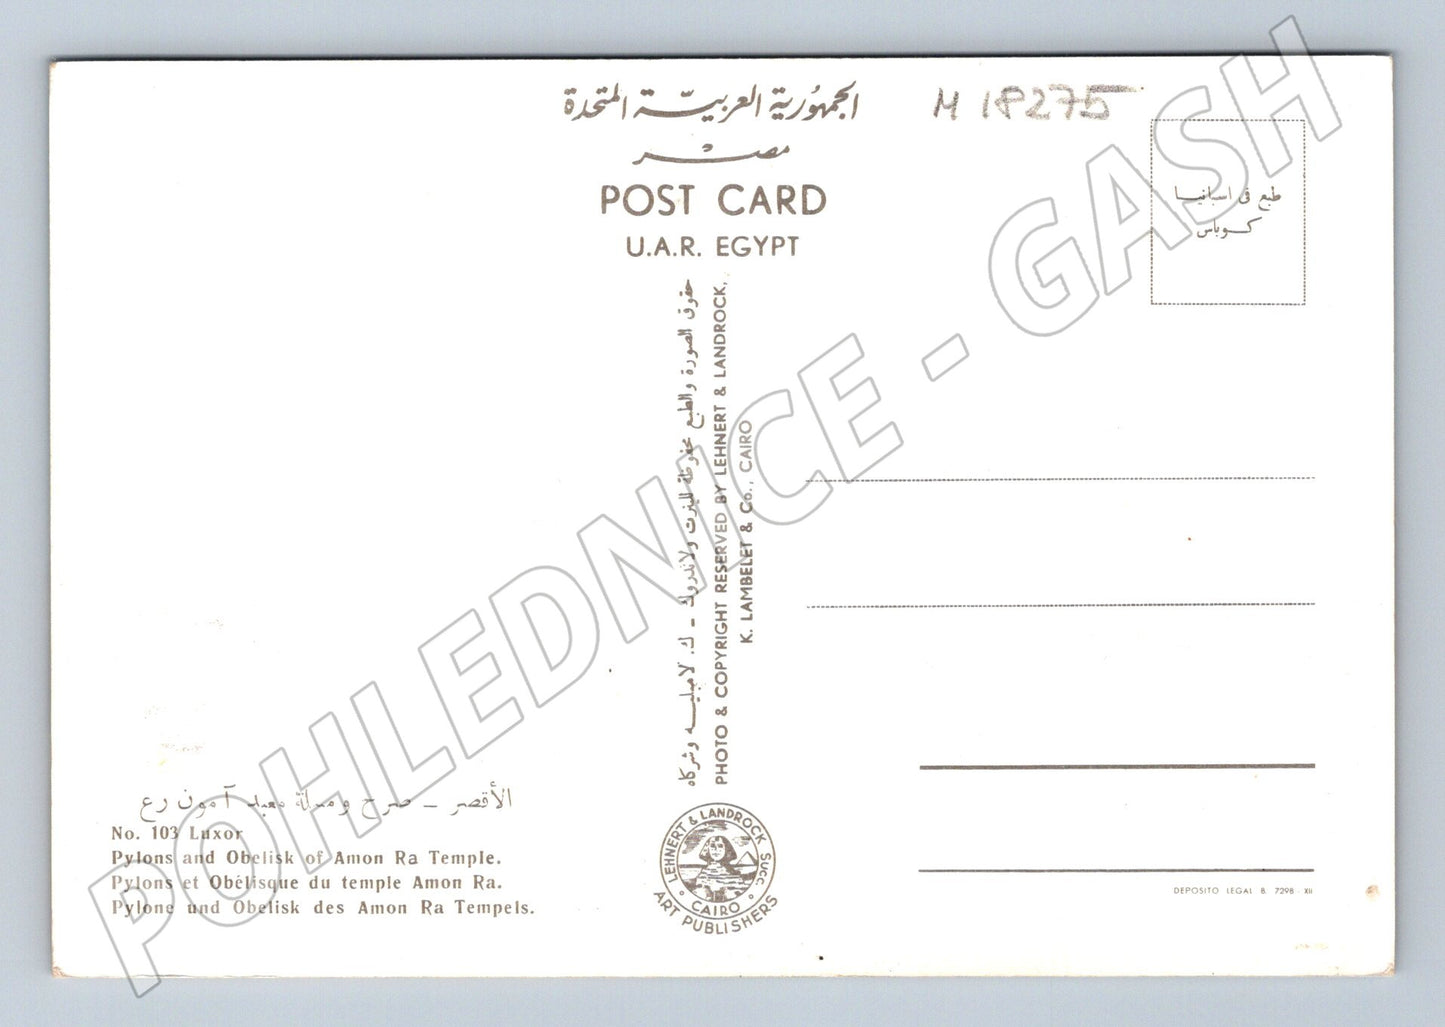 الجمهورية العربية المتحدة
مصر
POST CARD
U.A.R. EGYPT
M 18275
طبع في اسبانيا
كوباس
حقوق الصورة والطبع محفوظة للينرت ولاندروك - ك. لامبليه وشركاه
PHOTO & COPYRIGHT RESERVED BY LEHNERT & LANDROCK,
K. LAMBELET & Co., CAIRO
الأقصر - صرح ومسلة معبد آمون رع
No. 103 Luxor
Pylons and Obelisk of Amon Ra Temple.
Pylons et Obélisque du temple Amon Ra.
Pylone und Obelisk des Amon Ra Tempels.
LEHNERT & LANDROCK SUCC.
CAIRO
ART PUBLISHERS
DEPOSITO LEGAL B. 7298 - XII
POHLEDNICE - GASH